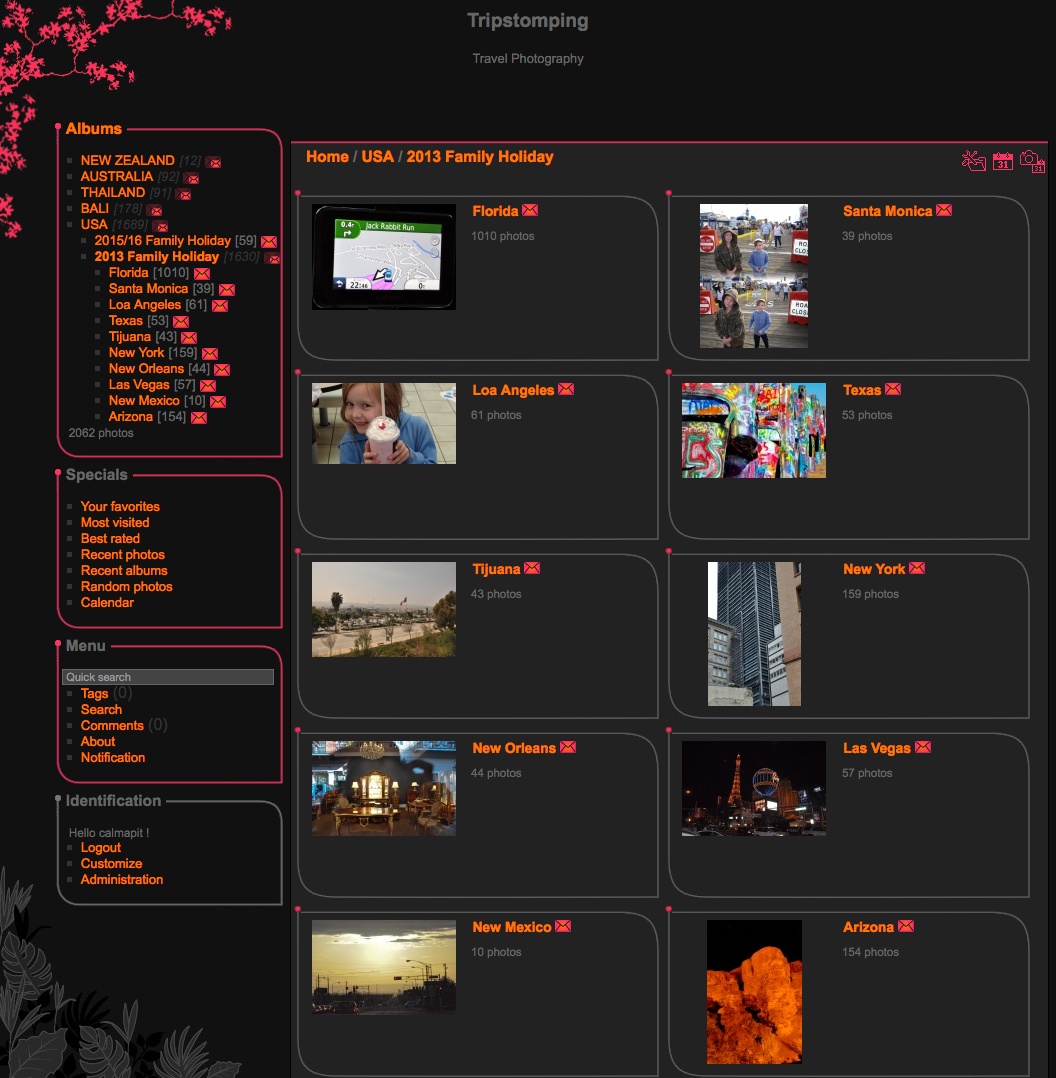 Tripstomping
Travel Photography
Albums
NEW ZEALAND [12]
AUSTRALIA [92]
THAILAND [91]
BALI [178]
USA [1689]
2015/16 Family Holiday [59]
2013 Family Holiday [1630]
Florida [1010]
Santa Monica [39]
Loa Angeles [61]
Texas [53]
Tijuana [43]
New York [159]
New Orleans [44]
Las Vegas [57]
New Mexico [10]
Arizona [154]
2062 photos
Specials
Your favorites
Most visited
Best rated
Recent photos
Recent albums
Random photos
Calendar
Menu
Quick search
Tags (0)
Search
Comments (0)
About
Notification
Identification
Hello calmapit !
Logout
Customize
Administration
Home / USA / 2013 Family Holiday
31
31
Florida
1010 photos
0.4
Jack Rabbit Run
22:46
Santa Monica
39 photos
ROAD CLOSED
Loa Angeles
61 photos
Texas
53 photos
Tijuana
43 photos
New York
159 photos
New Orleans
44 photos
Las Vegas
57 photos
New Mexico
10 photos
Arizona
154 photos